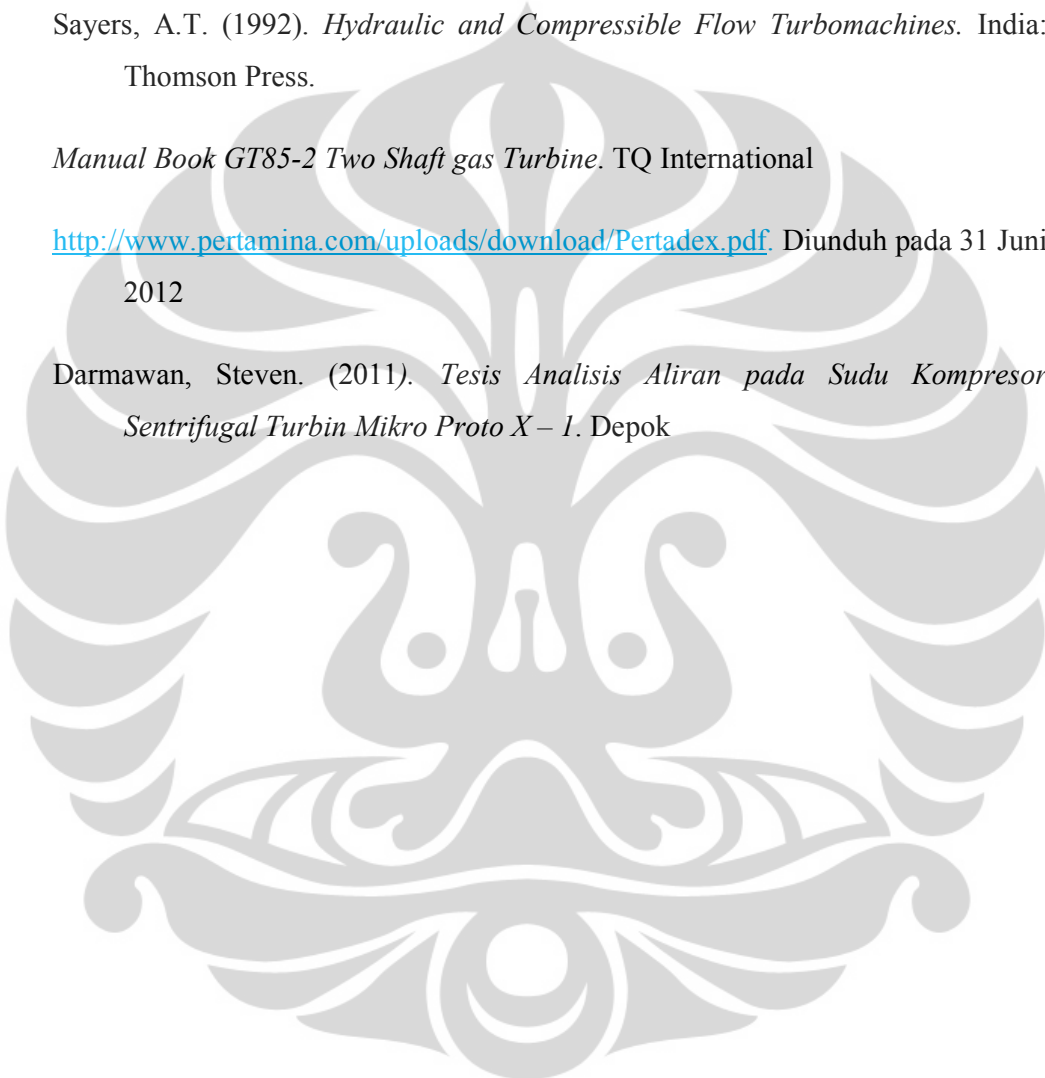 Sayers, A.T. (1992). Hydraulic and Compressible Flow Turbomachines. India:
Thomson Press.
Manual Book GT85-2 Two Shaft gas Turbine. TQ International
http://www.pertamina.com/uploads/download/Pertadex.pdf. Diunduh pada 31 Juni
2012
Darmawan, Steven. (2011). Tesis Analisis Aliran pada Sudu Kompresor
Sentrifugal Turbin Mikro Proto X – 1. Depok